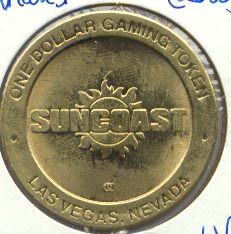 ONE-DOLLAR GAMING TOKEN
SUNCOAST
LAS VEGAS, NEVADA